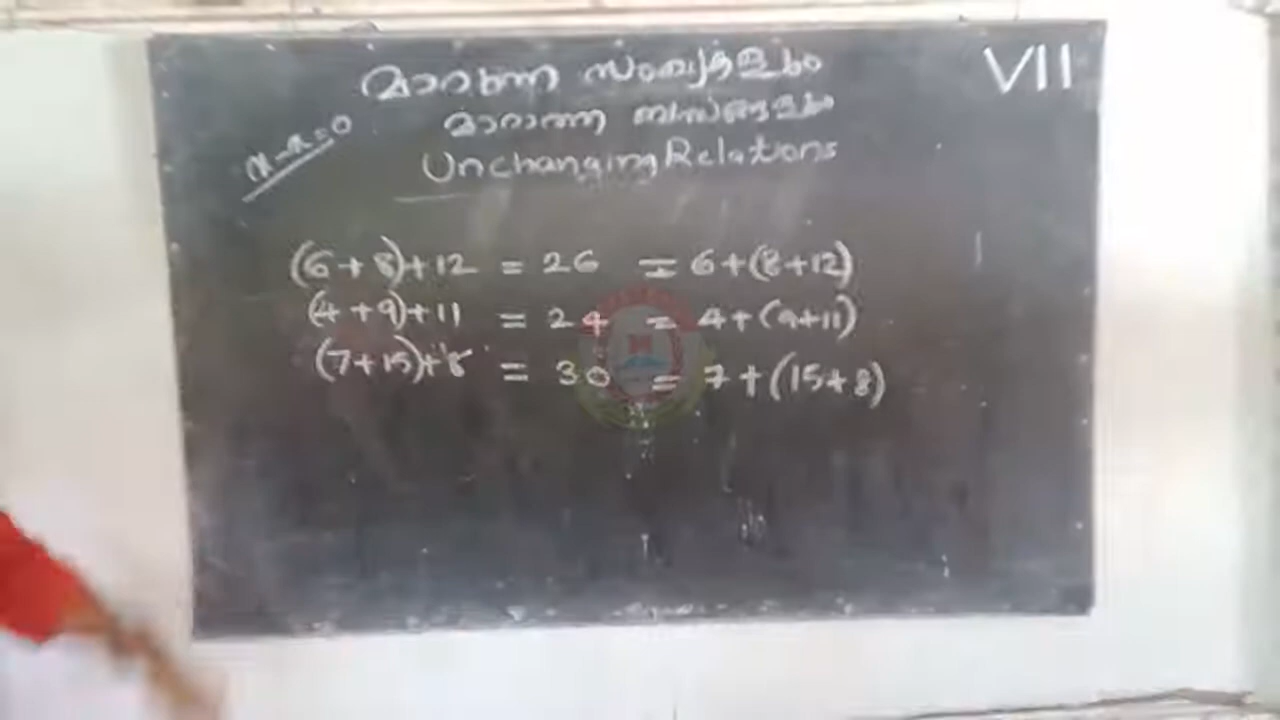 മാറുന്ന സംഖ്യകളും
മാറാത്ത ബന്ധങ്ങളും
Unchanging Relations
VII
x-x=0
(6+8)+12 = 26 = 6+(8+12)
(4+9)+11 = 24 = 4+(9+11)
(7+15)+8 = 30 = 7+(15+8)